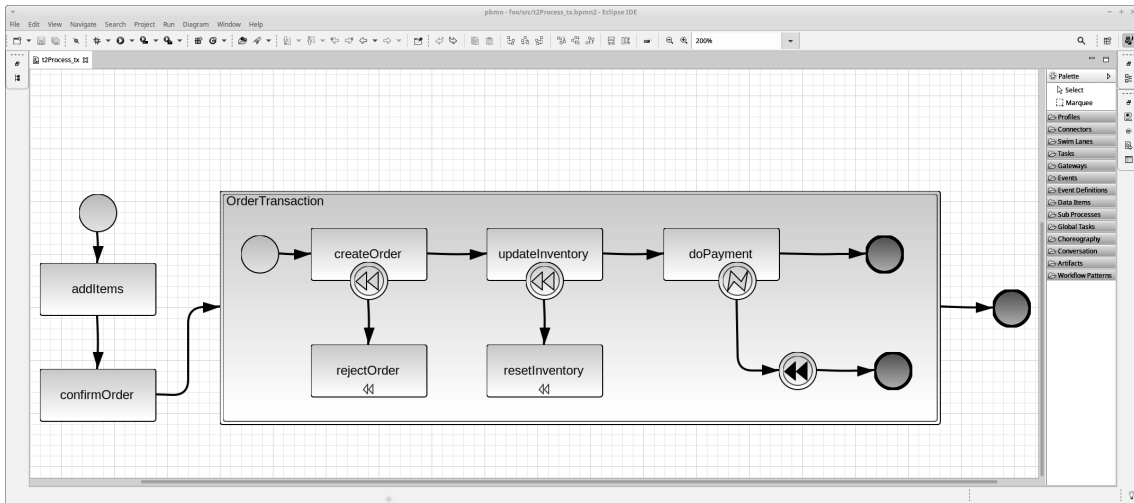 pbmn - foo/src/t2Process_tx.bpmn2 - Eclipse IDE
File Edit View Navigate Search Project Run Diagram Window Help
200%
t2Process_tx
Palette
Select
Marquee
Profiles
Connectors
Swim Lanes
Tasks
Gateways
Events
Event Definitions
Data Items
Sub Processes
Global Tasks
Choreography
Conversation
Artifacts
Workflow Patterns
OrderTransaction
createOrder
updateInventory
doPayment
addItems
rejectOrder
resetInventory
confirmOrder